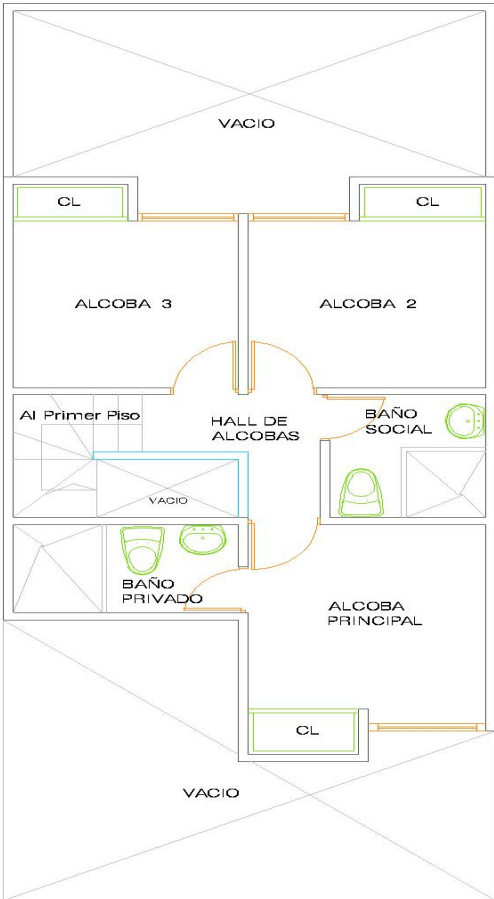 VACIO
CL
CL
ALCOBA 3
ALCOBA 2
Al Primer Piso
HALL DE
ALCOBAS
BAÑO
SOCIAL
VACIO
BAÑO
PRIVADO
ALCOBA
PRINCIPAL
CL
VACIO